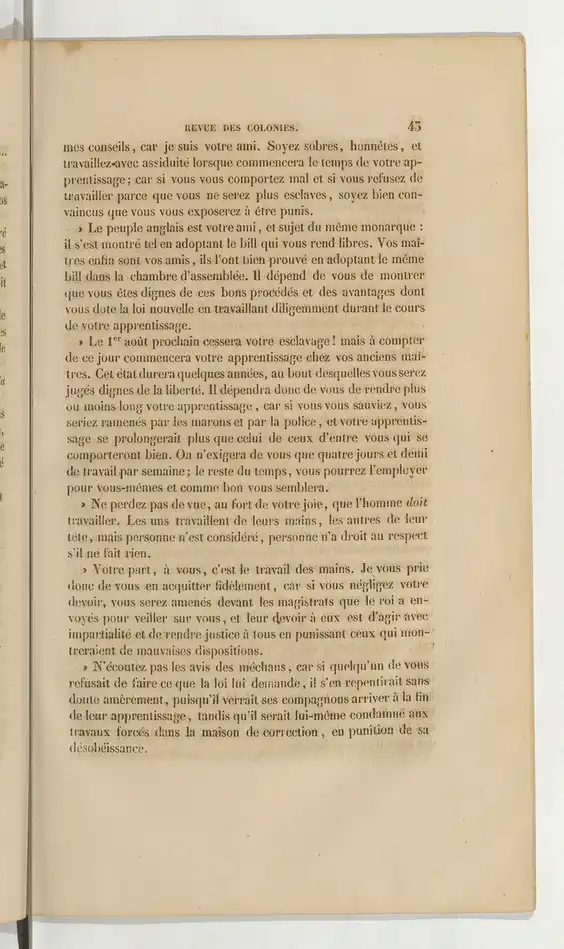 REVUE DES COLONIES. 43
mes conseils, car je suis votre ami. Soyez sobres, honnêtes, et
travaillez avec assiduité lorsque commencera le temps de votre ap-
prentissage; car si vous vous comportez mal et si vous refusez de
travailler parce que vous ne serez plus esclaves, soyez bien con-
vaincus que vous vous exposerez à être punis.
» Le peuple anglais est votre ami, et sujet du même monarque :
il s'est montré tel en adoptant le bill qui vous rend libres. Vos maî-
tres enfin sont vos amis, ils l'ont bien prouvé en adoptant le même
bill dans la chambre d'assemblée. Il dépend de vous de montrer
que vous êtes dignes de ces bons procédés et des avantages dont
vous dote la loi nouvelle en travaillant diligemment durant le cours
de votre apprentissage.
» Le 1er août prochain cessera votre esclavage! mais à compter
de ce jour commencera votre apprentissage chez vos anciens maî-
tres. Cet état durera quelques années, au bout desquelles vous serez
jugés dignes de la liberté. Il dépendra donc de vous de rendre plus
ou moins long votre apprentissage, car si vous vous sauviez, vous
seriez ramenés par les marons et par la police, et votre apprentis-
sage se prolongerait plus que celui de ceux d'entre vous qui se
comporteront bien. On n'exigera de vous que quatre jours et demi
de travail par semaine; le reste du temps, vous pourrez l'employer
pour vous-mêmes et comme bon vous semblera.
» Ne perdez pas de vue, au fort de votre joie, que l'homme doit
travailler. Les uns travaillent de leurs mains, les autres de leur
tête, mais personne n'est considéré, personne n'a droit au respect
s'il ne fait rien.
» Votre part, à vous, c'est le travail des mains. Je vous prie
donc de vous en acquitter fidèlement, car si vous négligez votre
devoir, vous serez amenés devant les magistrats que le roi a en-
voyés pour veiller sur vous, et leur devoir à eux est d'agir avec
impartialité et de rendre justice à tous en punissant ceux qui mon-
treraient de mauvaises dispositions.
» N'écoutez pas les avis des méchans, car si quelqu'un de vous
refusait de faire ce que la loi lui demande, il s'en repentirait sans
doute amèrement, puisqu'il verrait ses compagnons arriver à la fin
de leur apprentissage, tandis qu'il serait lui-même condamné aux
travaux forcés dans la maison de correction, en punition de sa
désobéissance.